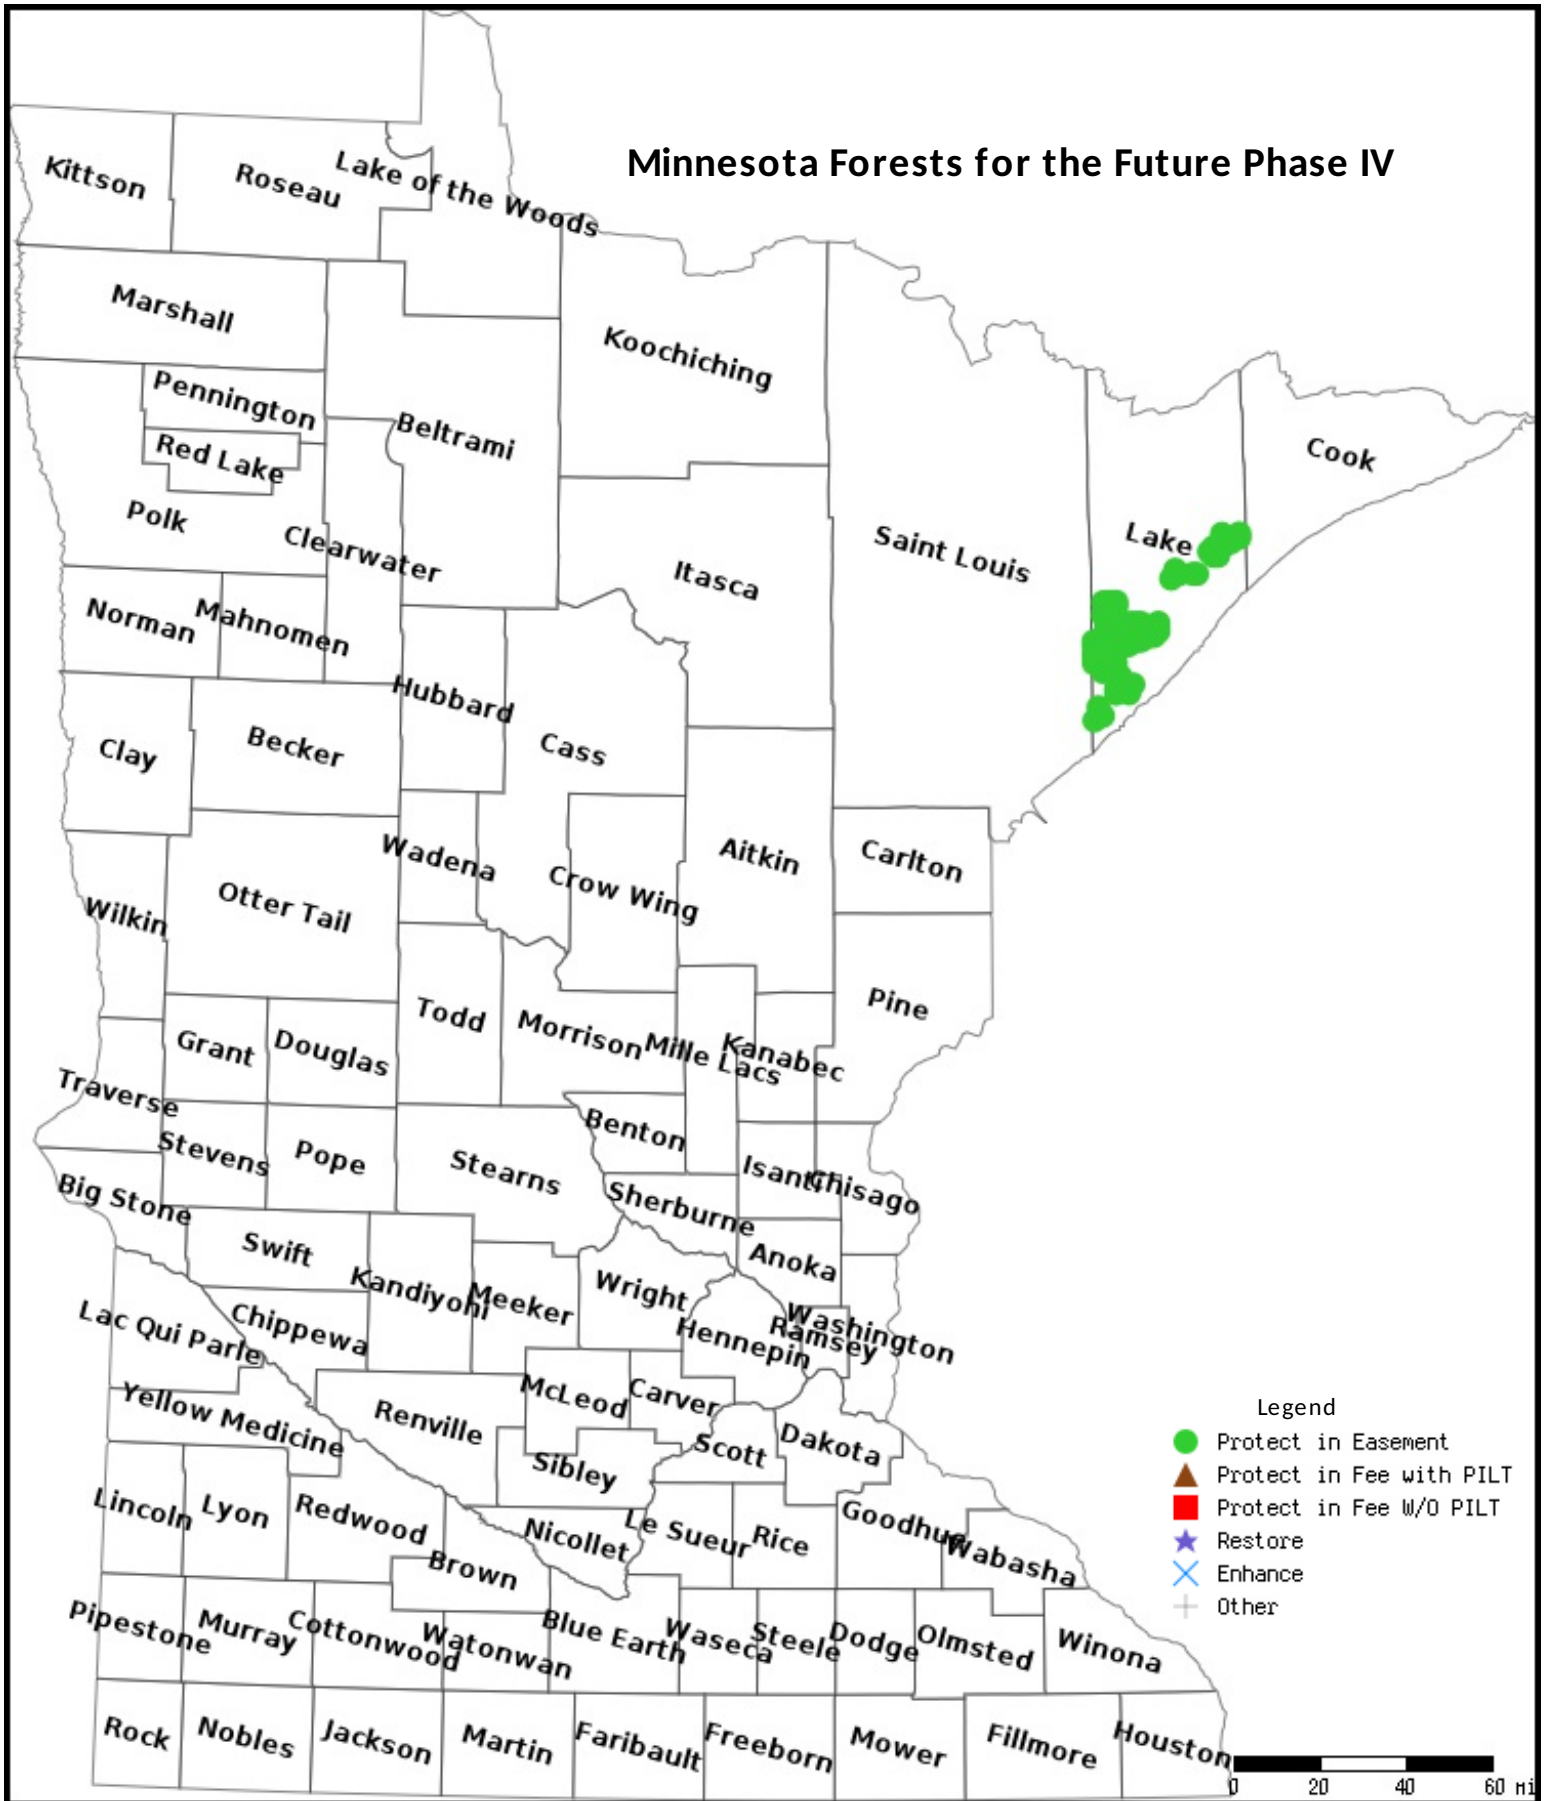 Minnesota Forests for the Future Phase IV
Kittson
Roseau
Lake of the Woods
Marshall
Koochiching
Pennington
Beltrami
Red Lake
Cook
Polk
Clearwater
Lake
Saint Louis
Itasca
Norman
Mahnomen
Hubbard
Clay
Becker
Cass
Wadena
Aitkin
Carlton
Crow Wing
Otter Tail
Wilkin
Pine
Todd
Morrison
Grant
Douglas
Mille Lacs
Kanabec
Traverse
Benton
Stevens
Pope
Stearns
Isanti
Chisago
Big Stone
Sherburne
Swift
Anoka
Kandiyohi
Meeker
Wright
Lac Qui Parle
Chippewa
Washington
Ramsey
Hennepin
McLeod
Carver
Yellow Medicine
Renville
Scott
Dakota
Sibley
Lincoln
Lyon
Redwood
Nicollet
Le Sueur
Rice
Goodhue
Wabasha
Brown
Pipestone
Murray
Cottonwood
Watonwan
Blue Earth
Waseca
Steele
Dodge
Olmsted
Winona
Rock
Nobles
Jackson
Martin
Faribault
Freeborn
Mower
Fillmore
Houston
Legend
Protect in Easement
Protect in Fee with PILT
Protect in Fee W/O PILT
Restore
Enhance
Other
0 20 40 60 mi